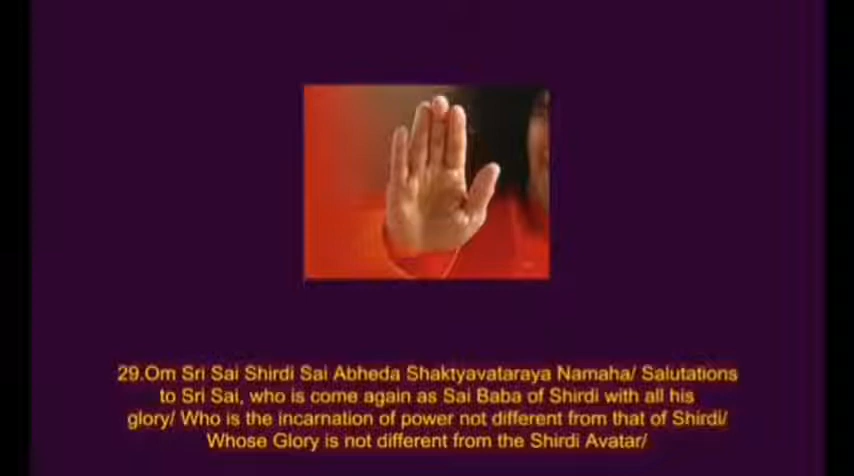 29.Om Sri Sai Shirdi Sai Abheda Shaktyavataraya Namaha/ Salutations
to Sri Sai, who is come again as Sai Baba of Shirdi with all his
glory/ Who is the incarnation of power not different from that of Shirdi/
Whose Glory is not different from the Shirdi Avatar/